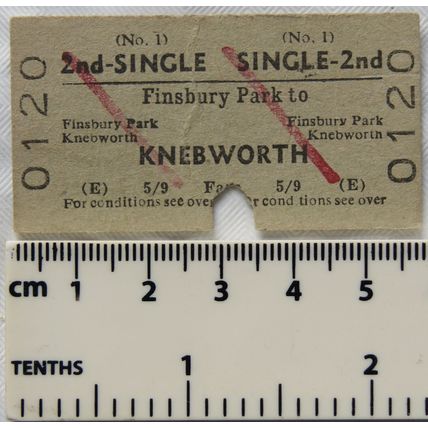 (No. 1) (No. 1)
2nd-SINGLE SINGLE-2nd
0120 0120
Finsbury Park to
Finsbury Park Finsbury Park
Knebworth Knebworth
KNEBWORTH
(E) 5/9 Fare 5/9 (E)
For conditions see over For conditions see over
cm 1 2 3 4 5
TENTHS 1 2